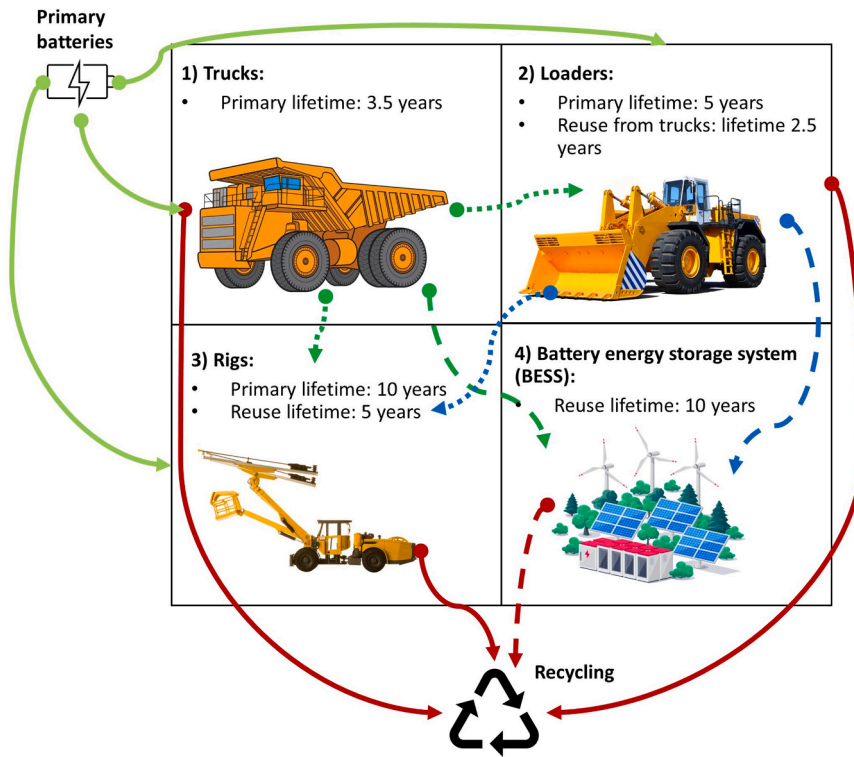 Primary
batteries
1) Trucks:
• Primary lifetime: 3.5 years
2) Loaders:
• Primary lifetime: 5 years
• Reuse from trucks: lifetime 2.5
years
3) Rigs:
• Primary lifetime: 10 years
• Reuse lifetime: 5 years
4) Battery energy storage system
(BESS):
• Reuse lifetime: 10 years
Recycling